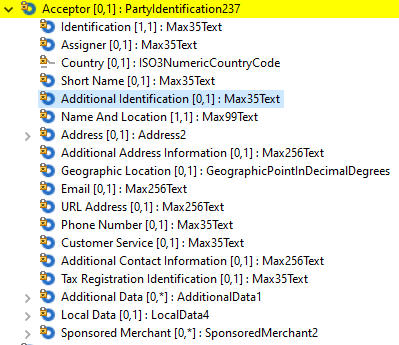 Acceptor [0,1] : PartyIdentification237
Identification [1,1] : Max35Text
Assigner [0,1] : Max35Text
Country [0,1] : ISO3NumericCountryCode
Short Name [0,1] : Max35Text
Additional Identification [0,1] : Max35Text
Name And Location [1,1] : Max99Text
Address [0,1] : Address2
Additional Address Information [0,1] : Max256Text
Geographic Location [0,1] : GeographicPointInDecimalDegrees
Email [0,1] : Max256Text
URL Address [0,1] : Max256Text
Phone Number [0,1] : Max35Text
Customer Service [0,1] : Max35Text
Additional Contact Information [0,1] : Max256Text
Tax Registration Identification [0,1] : Max35Text
Additional Data [0,*] : AdditionalData1
Local Data [0,1] : LocalData4
Sponsored Merchant [0,*] : SponsoredMerchant2